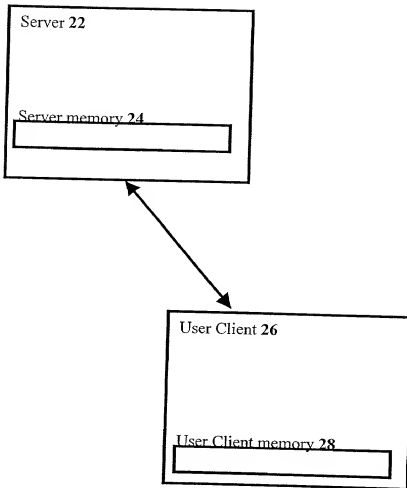 Server 22
Server memory 24
User Client 26
User Client memory 28